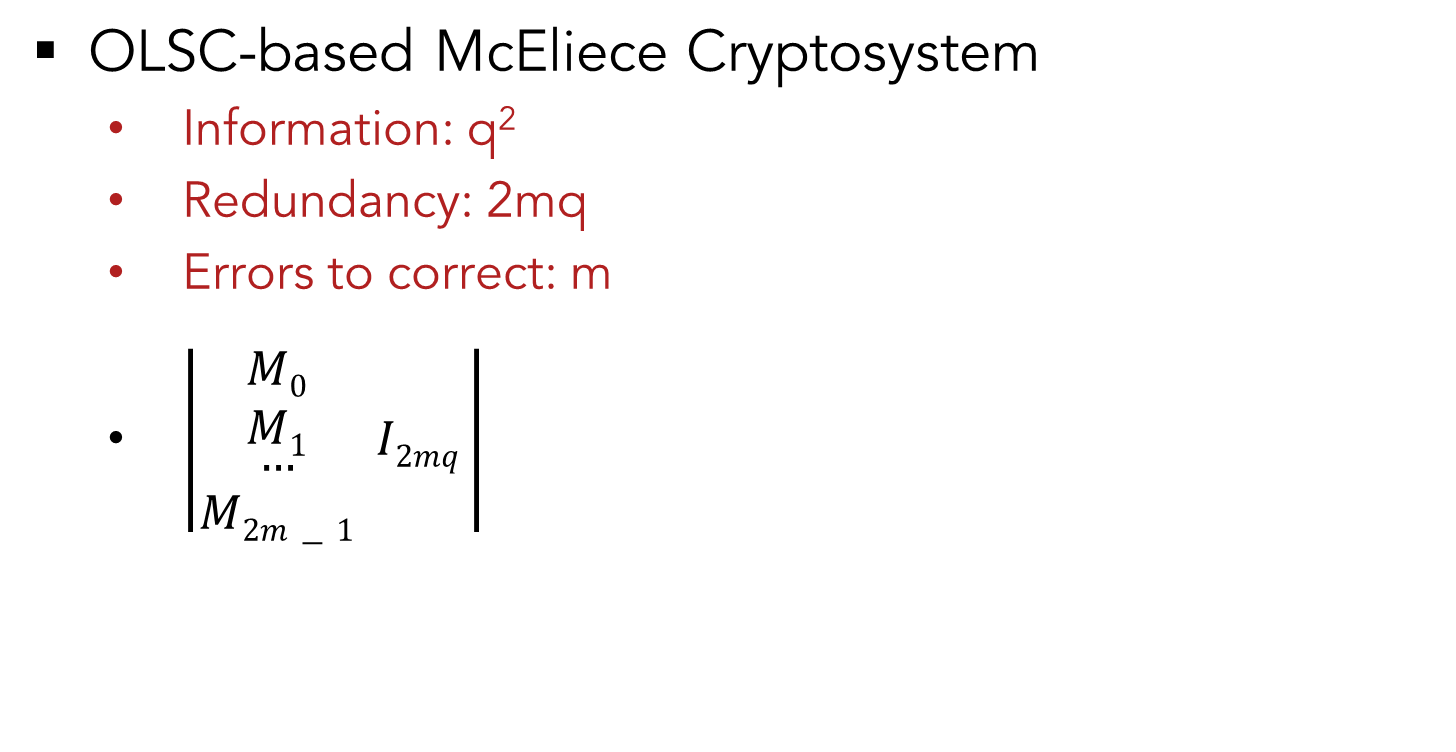 ▪ OLSC-based McEliece Cryptosystem
• Information: q²
• Redundancy: 2mq
• Errors to correct: m
M₀
M₁
• I₂ₘq
...
M₂ₘ _ ₁